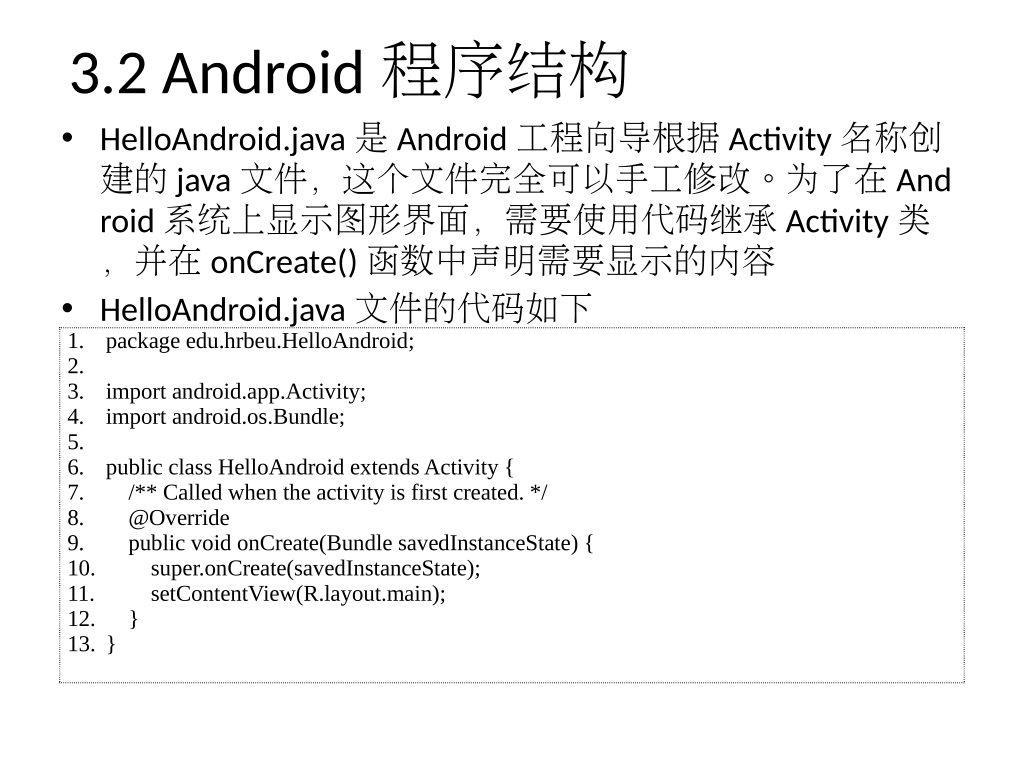 3.2 Android 程序结构
• HelloAndroid.java 是 Android 工程向导根据 Activity 名称创
建的 java 文件，这个文件完全可以手工修改。为了在 And
roid 系统上显示图形界面，需要使用代码继承 Activity 类
，并在 onCreate() 函数中声明需要显示的内容
• HelloAndroid.java 文件的代码如下
1. package edu.hrbeu.HelloAndroid;
2.
3. import android.app.Activity;
4. import android.os.Bundle;
5.
6. public class HelloAndroid extends Activity {
7. /** Called when the activity is first created. */
8. @Override
9. public void onCreate(Bundle savedInstanceState) {
10. super.onCreate(savedInstanceState);
11. setContentView(R.layout.main);
12. }
13. }